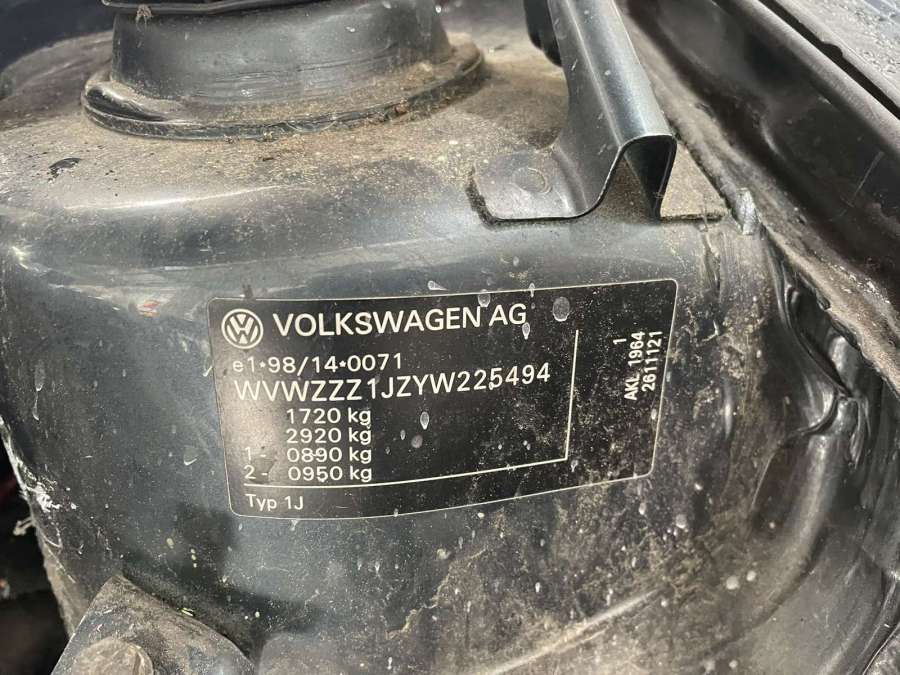 VOLKSWAGEN AG
e1*98/14*0071
WVWZZZ1JZYW225494
1720 kg
2920 kg
1- 0890 kg
2- 0950 kg
Typ 1J
1
AKL 1964
2611121